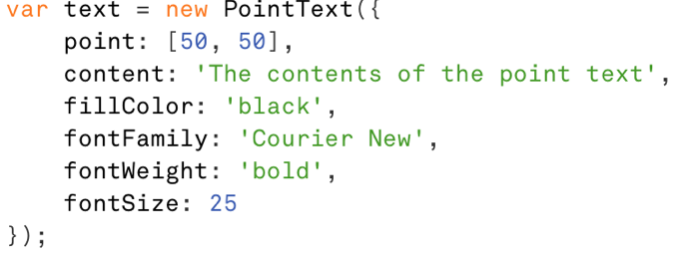 var text = new PointText({
    point: [50, 50],
    content: 'The contents of the point text',
    fillColor: 'black',
    fontFamily: 'Courier New',
    fontWeight: 'bold',
    fontSize: 25
});